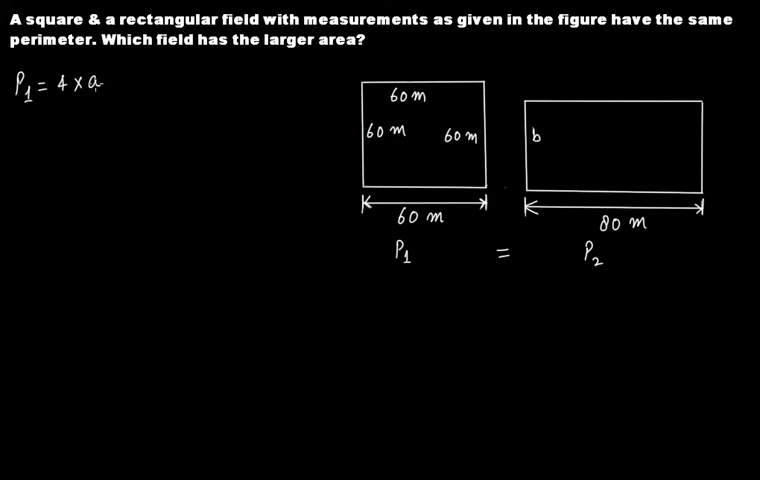 A square & a rectangular field with measurements as given in the figure have the same
perimeter. Which field has the larger area?
P₁ = 4 × a
60 m
60 m 60 m b
60 m 80 m
P₁ = P₂